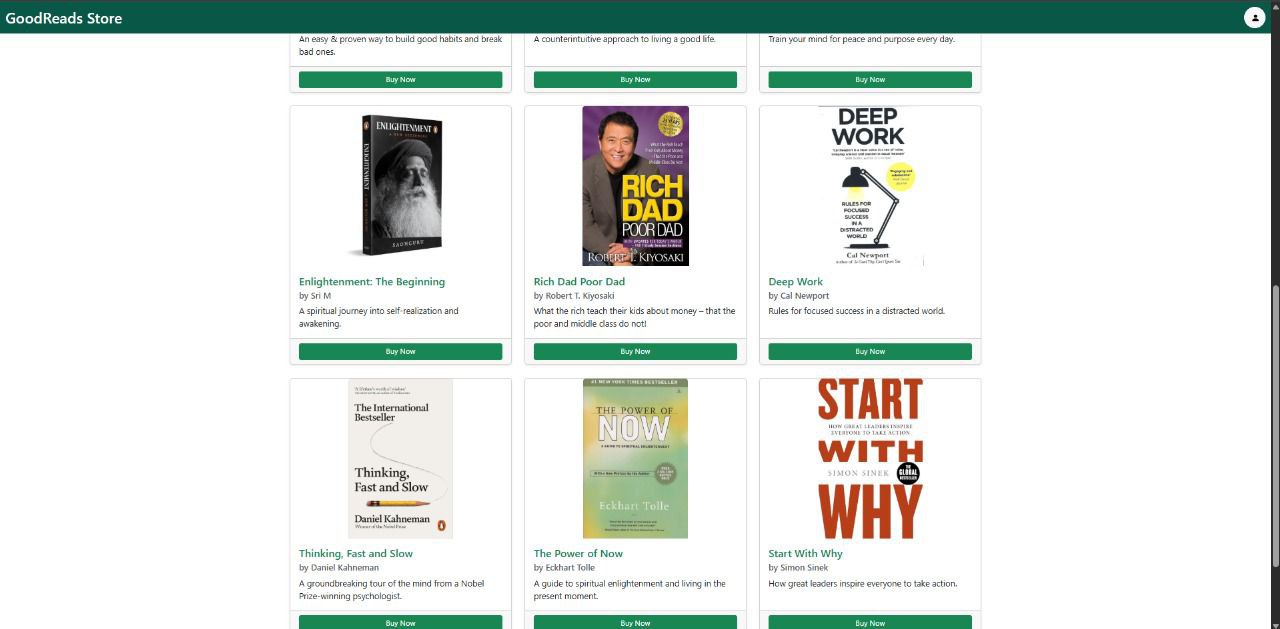 GoodReads Store
An easy & proven way to build good habits and break
bad ones.
A counterintuitive approach to living a good life.
Train your mind for peace and purpose every day.
Buy Now
Buy Now
Buy Now
ENLIGHTENMENT
ENLIGHTENMENT
SADHGURU
Enlightenment: The Beginning
by Sri M
A spiritual journey into self-realization and
awakening.
Buy Now
RICH
DAD
POOR DAD
ROBERT T. KIYOSAKI
Rich Dad Poor Dad
by Robert T. Kiyosaki
What the rich teach their kids about money – that the
poor and middle class do not!
Buy Now
DEEP
WORK
RULES FOR
FOCUSED
SUCCESS
IN A
DISTRACTED
WORLD
Cal Newport
Deep Work
by Cal Newport
Rules for focused success in a distracted world.
Buy Now
The International
Bestseller
Thinking,
Fast and Slow
Daniel Kahneman
Winner of the Nobel Prize
Thinking, Fast and Slow
by Daniel Kahneman
A groundbreaking tour of the mind from a Nobel
Prize-winning psychologist.
Buy Now
#1 NEW YORK TIMES BESTSELLER
THE POWER OF
NOW
A GUIDE TO SPIRITUAL ENLIGHTENMENT
Eckhart Tolle
The Power of Now
by Eckhart Tolle
A guide to spiritual enlightenment and living in the
present moment.
Buy Now
START
HOW GREAT LEADERS INSPIRE
EVERYONE TO TAKE ACTION
WITH
SIMON SINEK
THE
GLOBAL
BESTSELLER
WHY
Start With Why
by Simon Sinek
How great leaders inspire everyone to take action.
Buy Now